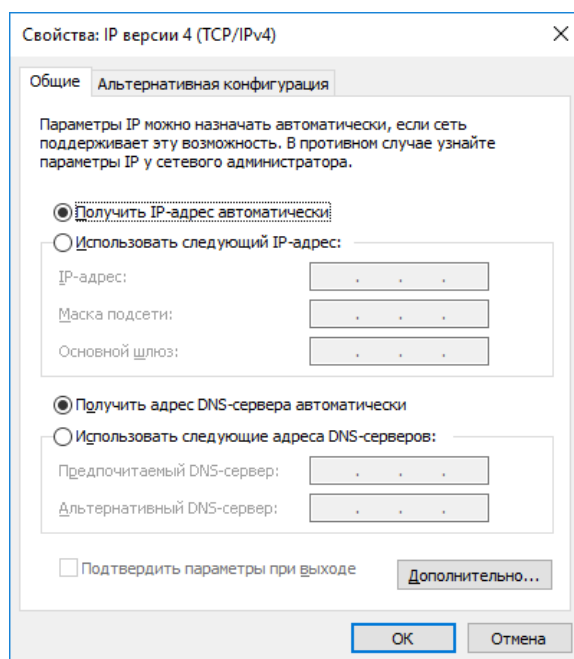 Свойства: IP версии 4 (TCP/IPv4)
Общие
Альтернативная конфигурация
Параметры IP можно назначать автоматически, если сеть
поддерживает эту возможность. В противном случае узнайте
параметры IP у сетевого администратора.
Получить IP-адрес автоматически
Использовать следующий IP-адрес:
IP-адрес:
Маска подсети:
Основной шлюз:
Получить адрес DNS-сервера автоматически
Использовать следующие адреса DNS-серверов:
Предпочитаемый DNS-сервер:
Альтернативный DNS-сервер:
Подтвердить параметры при выходе
Дополнительно...
ОК
Отмена